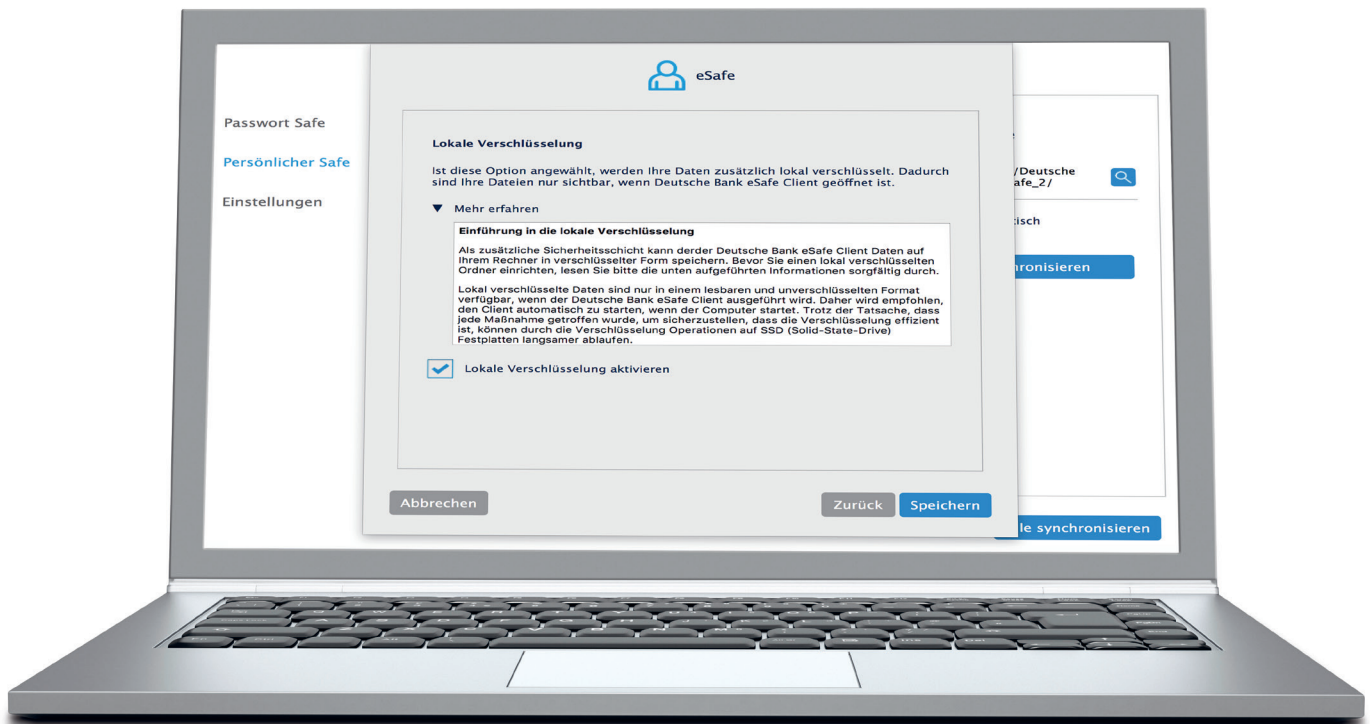 eSafe
Passwort Safe
Persönlicher Safe
Einstellungen
Lokale Verschlüsselung
Ist diese Option angewählt, werden Ihre Daten zusätzlich lokal verschlüsselt. Dadurch
sind Ihre Dateien nur sichtbar, wenn Deutsche Bank eSafe Client geöffnet ist.
Mehr erfahren
Einführung in die lokale Verschlüsselung
Als zusätzliche Sicherheitsschicht kann derder Deutsche Bank eSafe Client Daten auf
Ihrem Rechner in verschlüsselter Form speichern. Bevor Sie einen lokal verschlüsselten
Ordner einrichten, lesen Sie bitte die unten aufgeführten Informationen sorgfältig durch.
Lokal verschlüsselte Daten sind nur in einem lesbaren und unverschlüsselten Format
verfügbar, wenn der Deutsche Bank eSafe Client ausgeführt wird. Daher wird empfohlen,
den Client automatisch zu starten, wenn der Computer startet. Trotz der Tatsache, dass
jede Maßnahme getroffen wurde, um sicherzustellen, dass die Verschlüsselung effizient
ist, können durch die Verschlüsselung Operationen auf SSD (Solid-State-Drive)
Festplatten langsamer ablaufen.
Lokale Verschlüsselung aktivieren
Abbrechen
Zurück
Speichern
/Deutsche
afe_2/
tisch
hronisieren
le synchronisieren